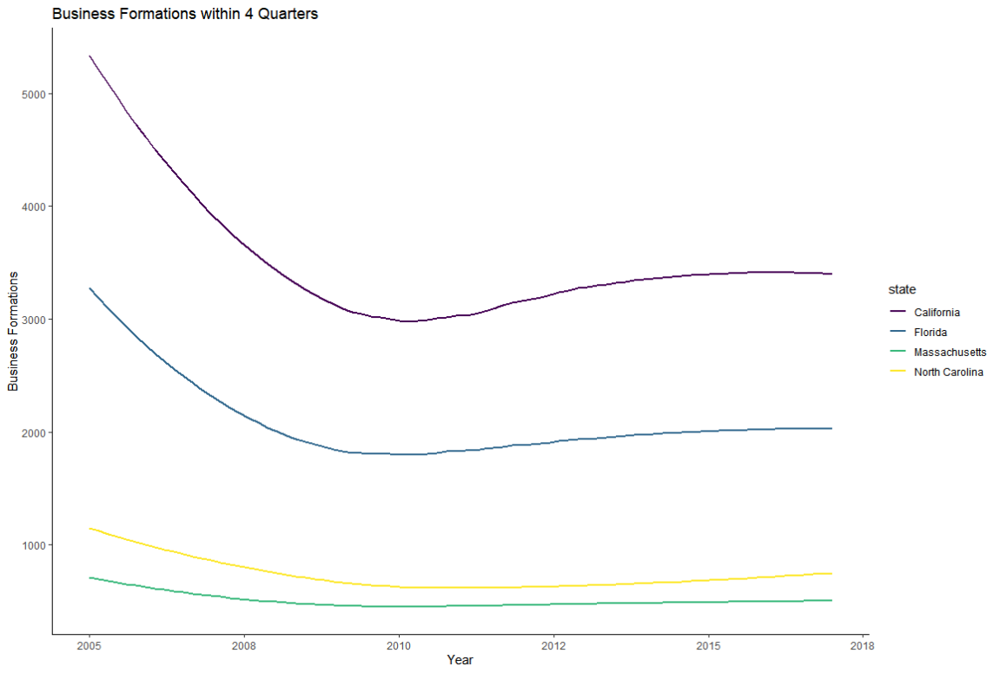 Business Formations within 4 Quarters
Business Formations
5000
4000
3000
2000
1000
2005
2008
2010
2012
2015
2018
Year
state
California
Florida
Massachusetts
North Carolina